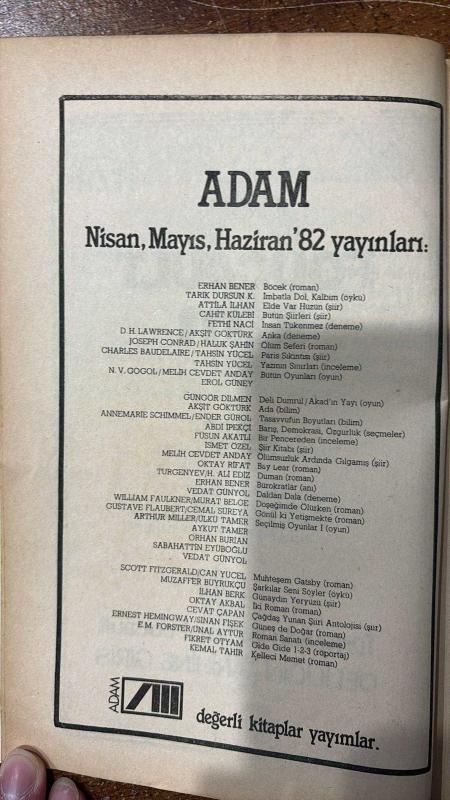 ADAM
Nisan, Mayıs, Haziran'82 yayınları:
ERHAN BENER Böcek (roman)
TARIK DURSUN K. İmbatla Dol, Kalbim (öykü)
ATTİLÂ İLHAN Elde Var Hüzün (şiir)
CAHİT KÜLEBİ Bütün Şiirleri (şiir)
FETHİ NACİ İnsan Tükenmez (deneme)
D.H. LAWRENCE / AKŞİT GÖKTÜRK Anka (deneme)
JOSEPH CONRAD / HALUK ŞAHİN Ölüm Seferi (roman)
CHARLES BAUDELAIRE / TAHSİN YÜCEL Paris Sıkıntısı (şiir)
TAHSİN YÜCEL Yazının Sınırları (inceleme)
N. V. GOGOL / MELİH CEVDET ANDAY Bütün Oyunları (oyun)
EROL GÜNEY
GÜNGÖR DİLMEN Deli Dumrul / Akad'ın Yayı (oyun)
AKŞİT GÖKTÜRK Ada (bilim)
ANNEMARIE SCHIMMEL / ENDER GÜROL Tasavvufun Boyutları (bilim)
ABDİ İPEKÇİ Barış, Demokrasi, Özgürlük (seçmeler)
FÜSUN AKATLI Bir Pencereden (inceleme)
İSMET ÖZEL Şiir Kitabı (şiir)
MELİH CEVDET ANDAY Ölümsüzlük Ardında Gılgamış (şiir)
OKTAY RİFAT Bay Lear (roman)
TURGENYEV/H. ALİ EDİZ Duman (roman)
ERHAN BENER Bürokratlar (anı)
VEDAT GÜNYOL Daldan Dala (deneme)
WILLIAM FAULKNER/MURAT BELGE Döşeğimde Ölürken (roman)
GUSTAVE FLAUBERT/CEMAL SÜREYA Gönül ki Yetişmekte (roman)
ARTHUR MILLER/ÜLKÜ TAMER Seçilmiş Oyunlar I (oyun)
AYKUT TAMER
ORHAN BURIAN
SABAHATTİN EYÜBOĞLU
VEDAT GÜNYOL
SCOTT FITZGERALD/CAN YÜCEL Muhteşem Gatsby (roman)
MUZAFFER BUYRUKÇU Şarkılar Seni Söyler (öykü)
İLHAN BERK Günaydın Yeryüzü (şiir)
OKTAY AKBAL İki Roman (roman)
CEVAT ÇAPAN Çağdaş Yunan Şiiri Antolojisi (şiir)
ERNEST HEMINGWAY/SİNAN FİŞEK Güneş de Doğar (roman)
E.M. FORSTER/ÜNAL AYTÜR Roman Sanatı (inceleme)
FİKRET OTYAM Gide Gide 1-2-3 (röportaj)
KEMAL TAHİR Kelleci Memet (roman)
ADAM
değerli kitaplar yayımlar.